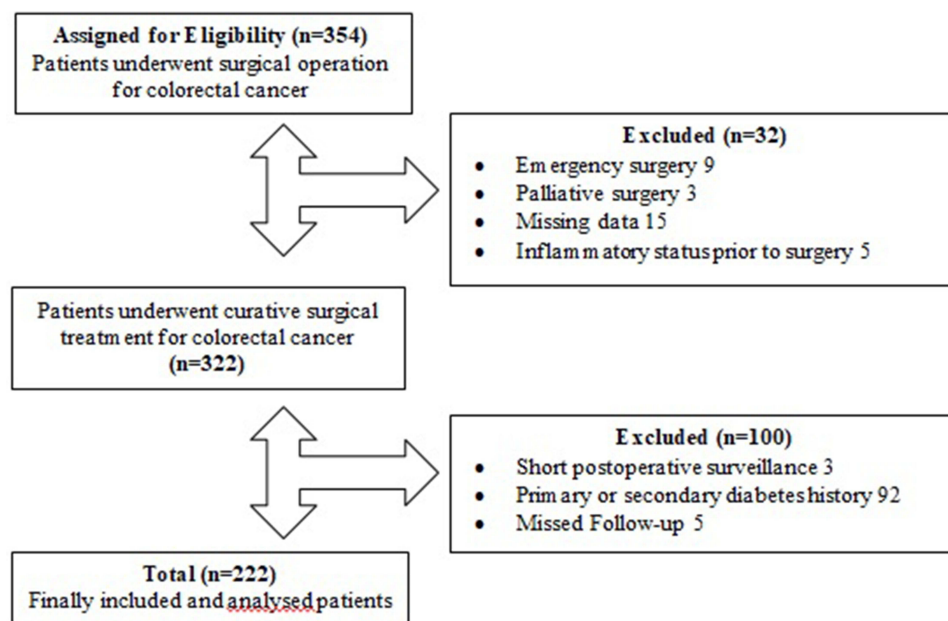 Assigned for Eligibility (n=354)
Patients underwent surgical operation
for colorectal cancer
Excluded (n=32)
• Emergency surgery 9
• Palliative surgery 3
• Missing data 15
• Inflammatory status prior to surgery 5
Patients underwent curative surgical
treatment for colorectal cancer
(n=322)
Excluded (n=100)
• Short postoperative surveillance 3
• Primary or secondary diabetes history 92
• Missed Follow-up 5
Total (n=222)
Finally included and analysed patients